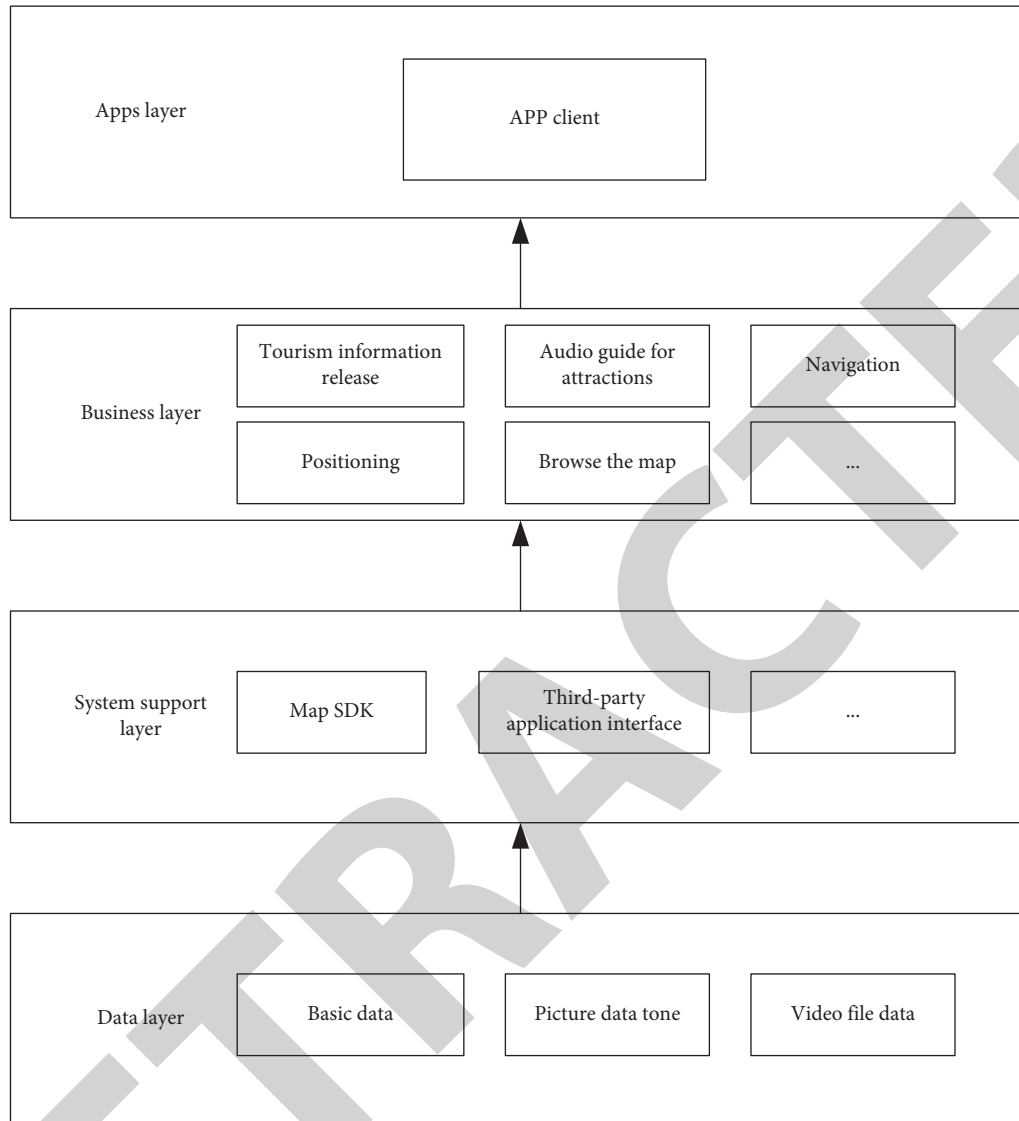 Apps layer
APP client
Business layer
Tourism information
release
Audio guide for
attractions
Navigation
Positioning
Browse the map
...
System support
layer
Map SDK
Third-party
application interface
...
Data layer
Basic data
Picture data tone
Video file data
TRACTE